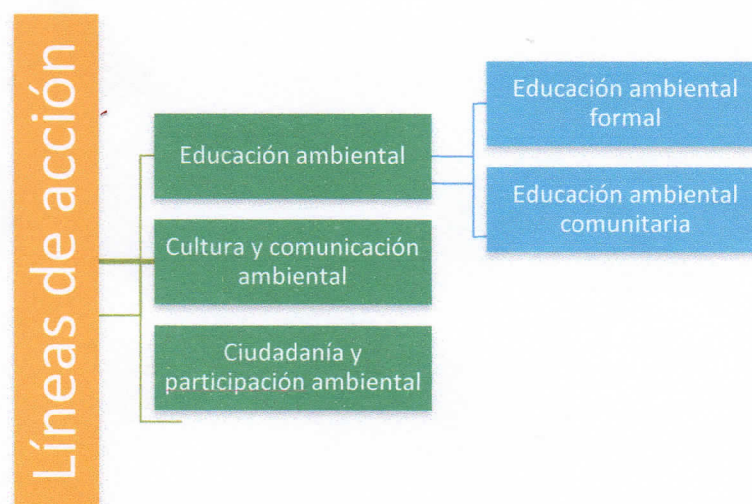 Líneas de acción
Educación ambiental
Cultura y comunicación
ambiental
Ciudadanía y
participación ambiental
Educación ambiental
formal
Educación ambiental
comunitaria